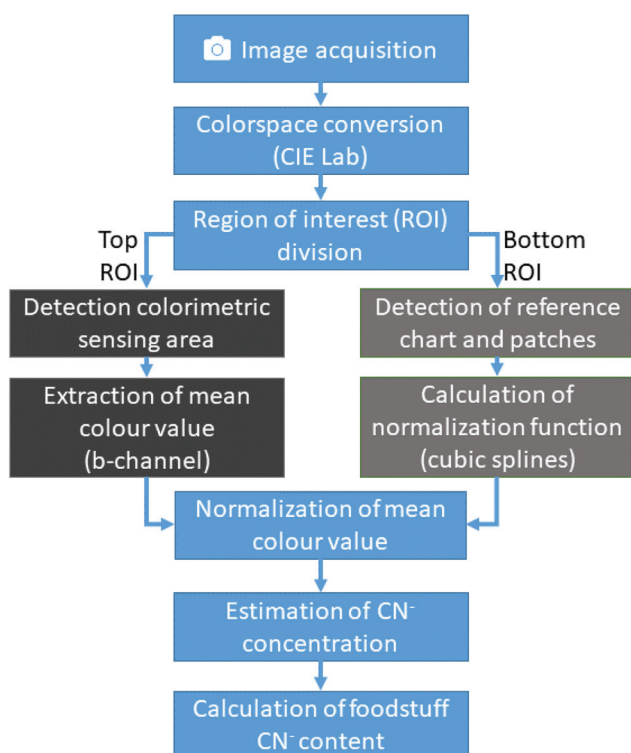 Image acquisition
Colorspace conversion
(CIE Lab)
Region of interest (ROI)
division
Top
ROI
Bottom
ROI
Detection colorimetric
sensing area
Detection of reference
chart and patches
Extraction of mean
colour value
(b-channel)
Calculation of
normalization function
(cubic splines)
Normalization of mean
colour value
Estimation of CN⁻
concentration
Calculation of foodstuff
CN⁻ content